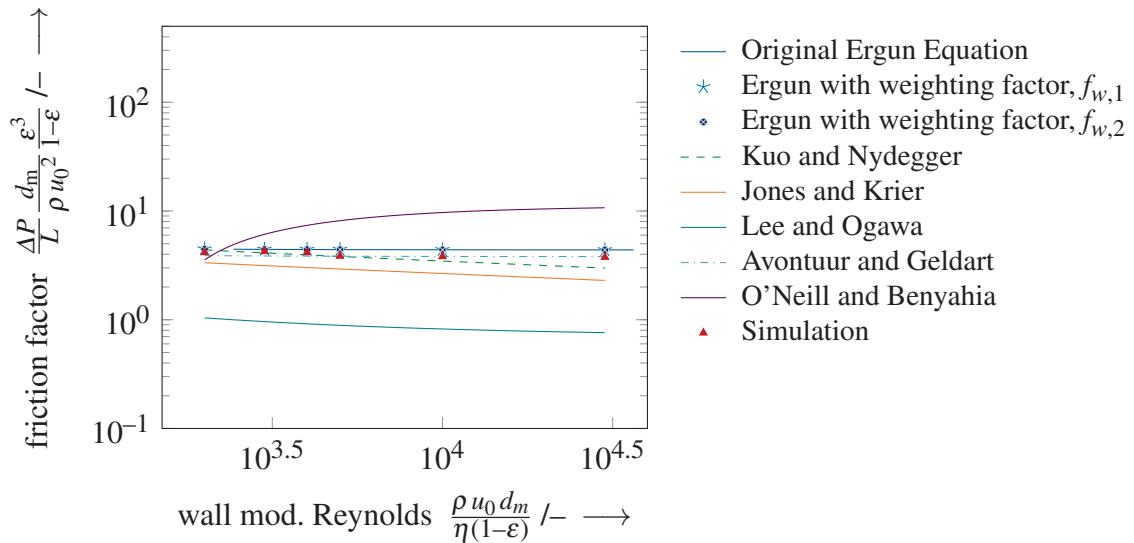 friction factor ΔP/L d_m/(ρ u_0^2) ε^3/(1–ε) /– ⟶
10^2
10^1
10^0
10^−1
10^3.5 10^4 10^4.5
wall mod. Reynolds ρ u_0 d_m/(η (1–ε)) /– ⟶
Original Ergun Equation
Ergun with weighting factor, f_w,1
Ergun with weighting factor, f_w,2
Kuo and Nydegger
Jones and Krier
Lee and Ogawa
Avontuur and Geldart
O'Neill and Benyahia
Simulation